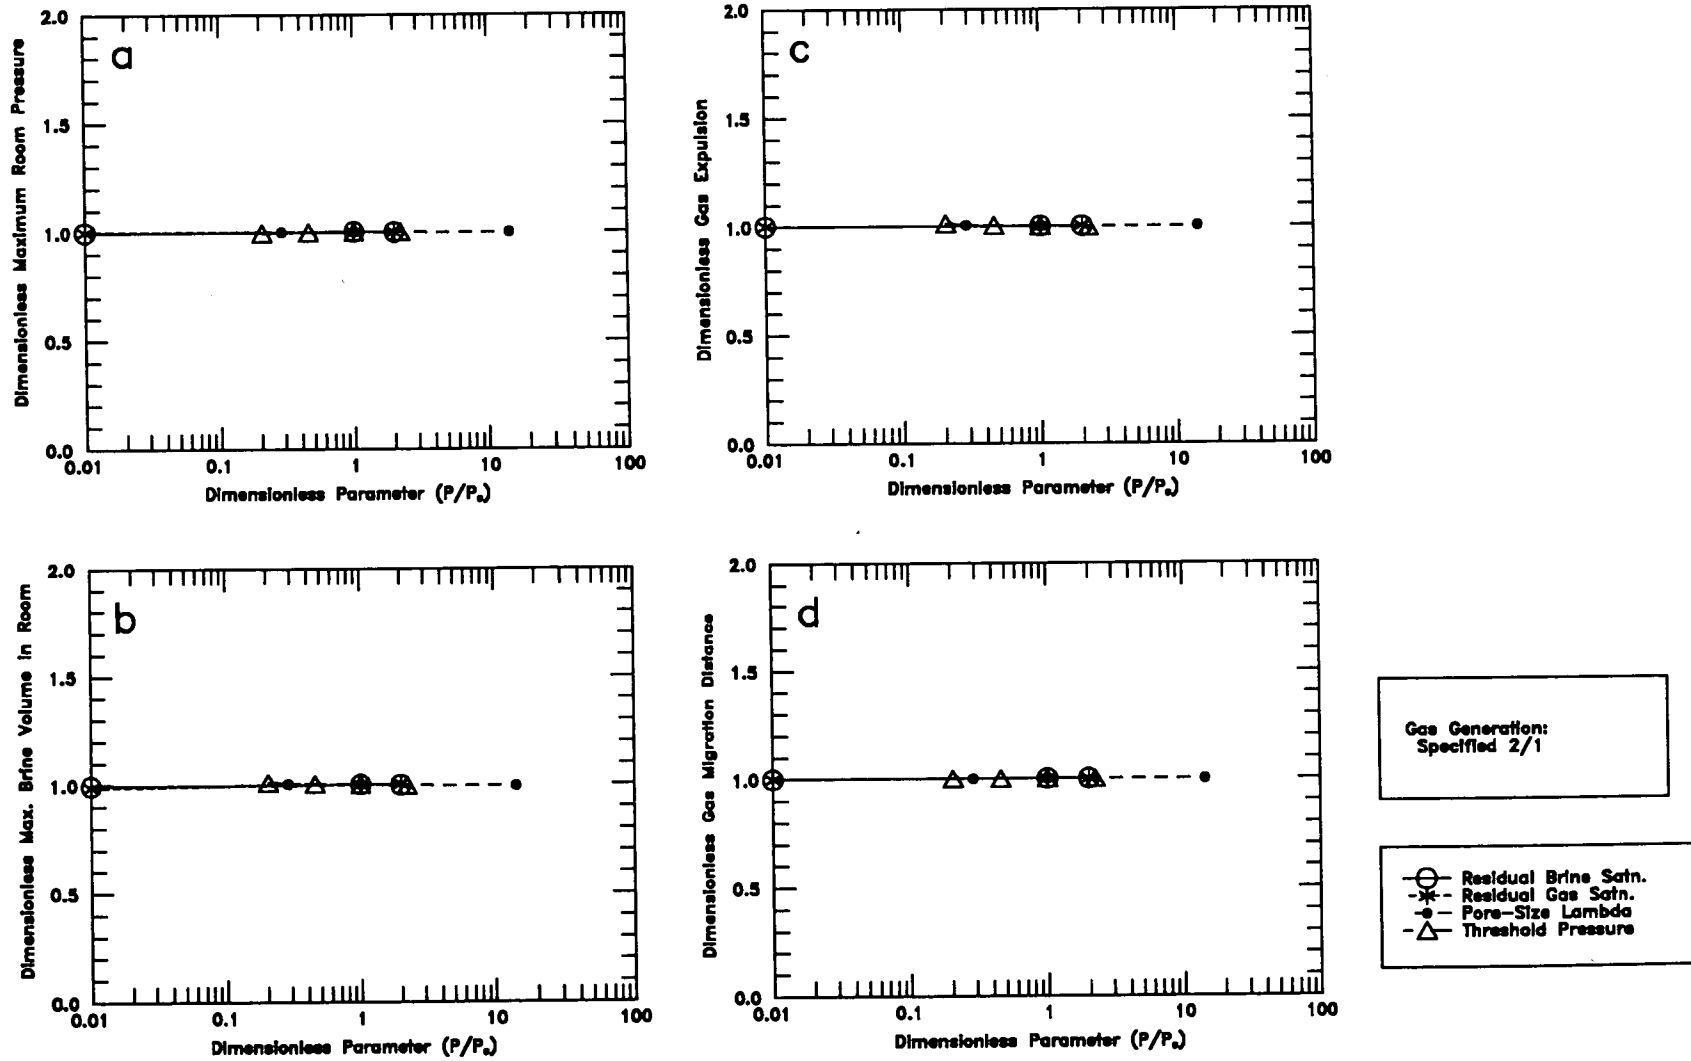 a
Dimensionless Maximum Room Pressure
2.0
1.5
1.0
0.5
0.0
0.01
0.1
1
10
100
Dimensionless Parameter (P/Pₒ)
c
Dimensionless Gas Expulsion
2.0
1.5
1.0
0.5
0.0
0.01
0.1
1
10
100
Dimensionless Parameter (P/Pₒ)
b
Dimensionless Max. Brine Volume in Room
2.0
1.5
1.0
0.5
0.0
0.01
0.1
1
10
100
Dimensionless Parameter (P/Pₒ)
d
Dimensionless Gas Migration Distance
2.0
1.5
1.0
0.5
0.0
0.01
0.1
1
10
100
Dimensionless Parameter (P/Pₒ)
Gas Generation:
Specified 2/1
Residual Brine Satn.
Residual Gas Satn.
Pore-Size Lambda
Threshold Pressure